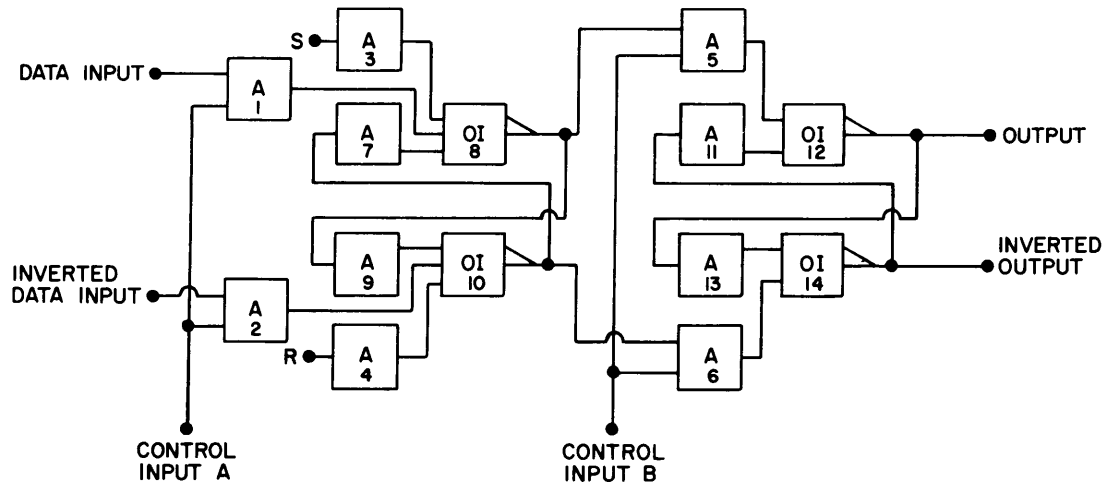 S
A
3
A
5
DATA INPUT
A
1
A
7
OI
8
A
11
OI
12
OUTPUT
INVERTED
DATA INPUT
A
2
A
9
OI
10
A
13
OI
14
INVERTED
OUTPUT
R
A
4
A
6
CONTROL
INPUT A
CONTROL
INPUT B